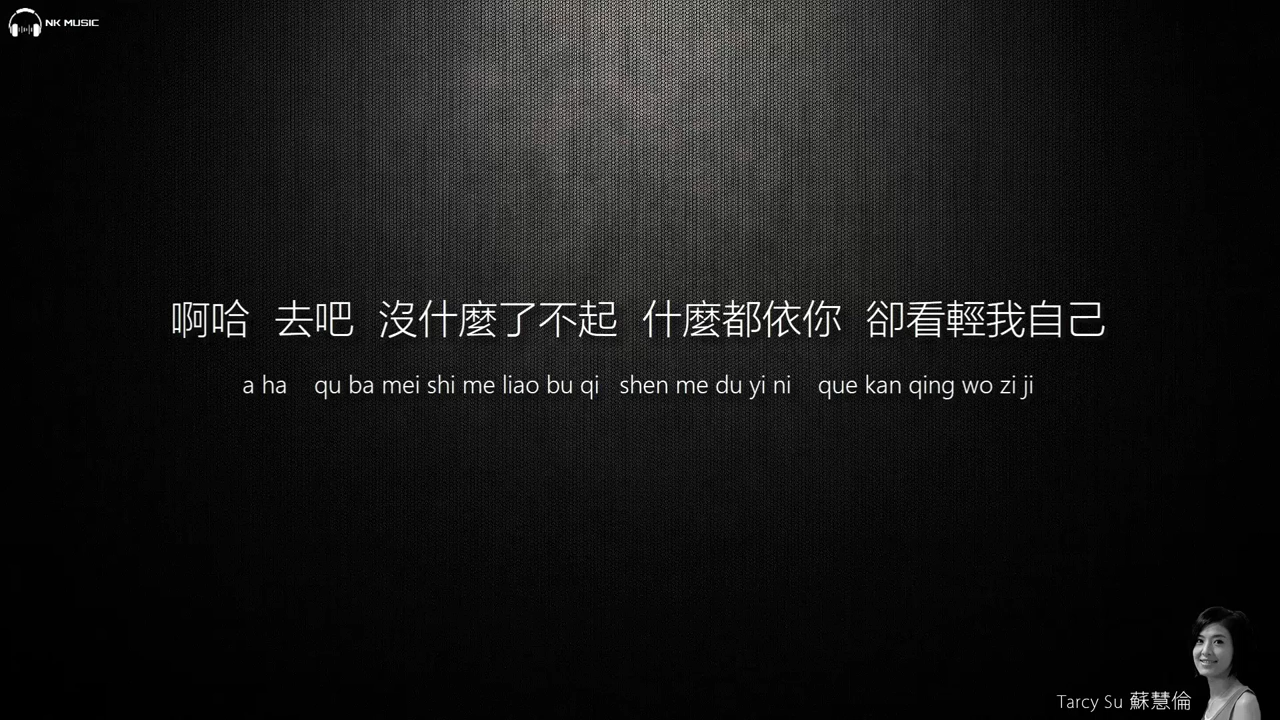 NK MUSIC
啊哈 去吧 沒什麼了不起 什麼都依你 卻看輕我自己
a ha qu ba mei shi me liao bu qi shen me du yi ni que kan qing wo zi ji
Tarcy Su 蘇慧倫